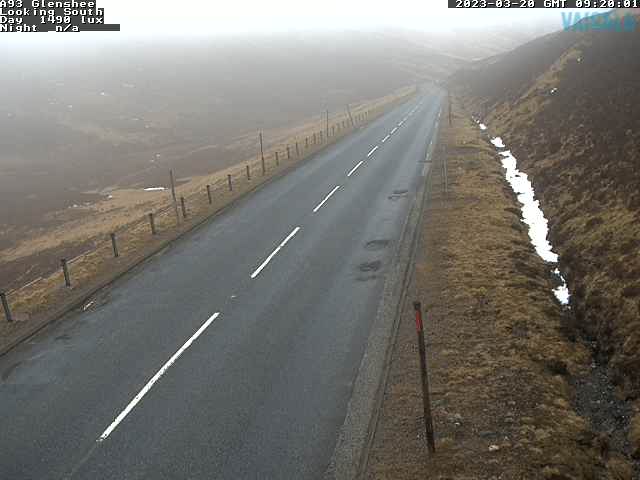 A93 Glenshee
Looking South
Day 1490 lux
Night n/a
2023-03-20 GMT 09:20:01
VAISALA